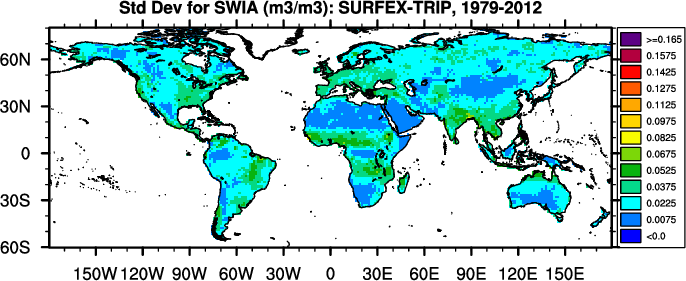 Std Dev for SWIA (m3/m3): SURFEX-TRIP, 1979-2012
60N
30N
0
30S
60S
150W 120W 90W 60W 30W 0 30E 60E 90E 120E 150E
>=0.165
0.1575
0.1425
0.1275
0.1125
0.0975
0.0825
0.0675
0.0525
0.0375
0.0225
0.0075
<0.0